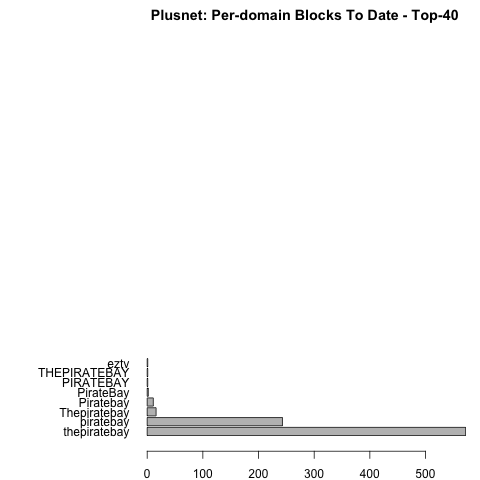 Plusnet: Per-domain Blocks To Date - Top-40
eztv
THEPIRATEBAY
PIRATEBAY
PirateBay
Piratebay
Thepiratebay
piratebay
thepiratebay
0 100 200 300 400 500